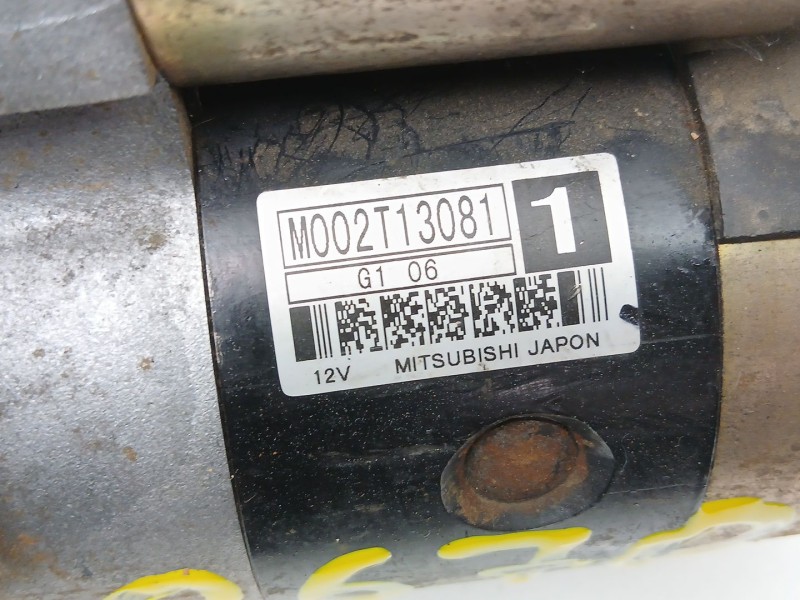 M002T13081
1
G1 06
12V MITSUBISHI JAPON